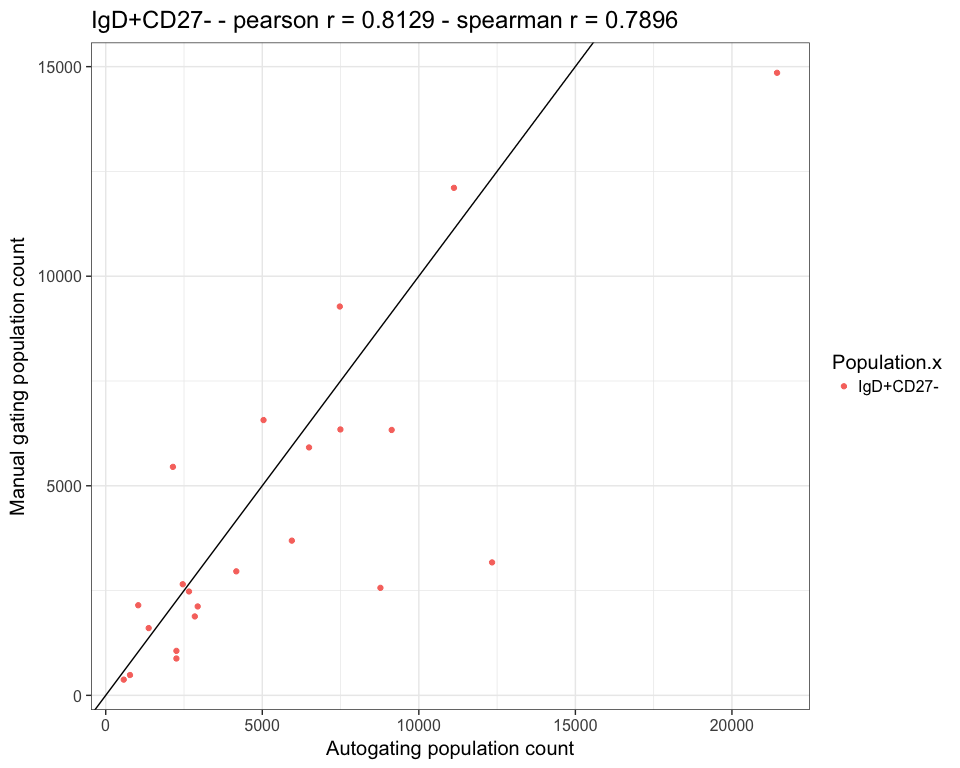 IgD+CD27- - pearson r = 0.8129 - spearman r = 0.7896
15000
10000
5000
0
Manual gating population count
0 5000 10000 15000 20000
Autogating population count
Population.x
IgD+CD27-